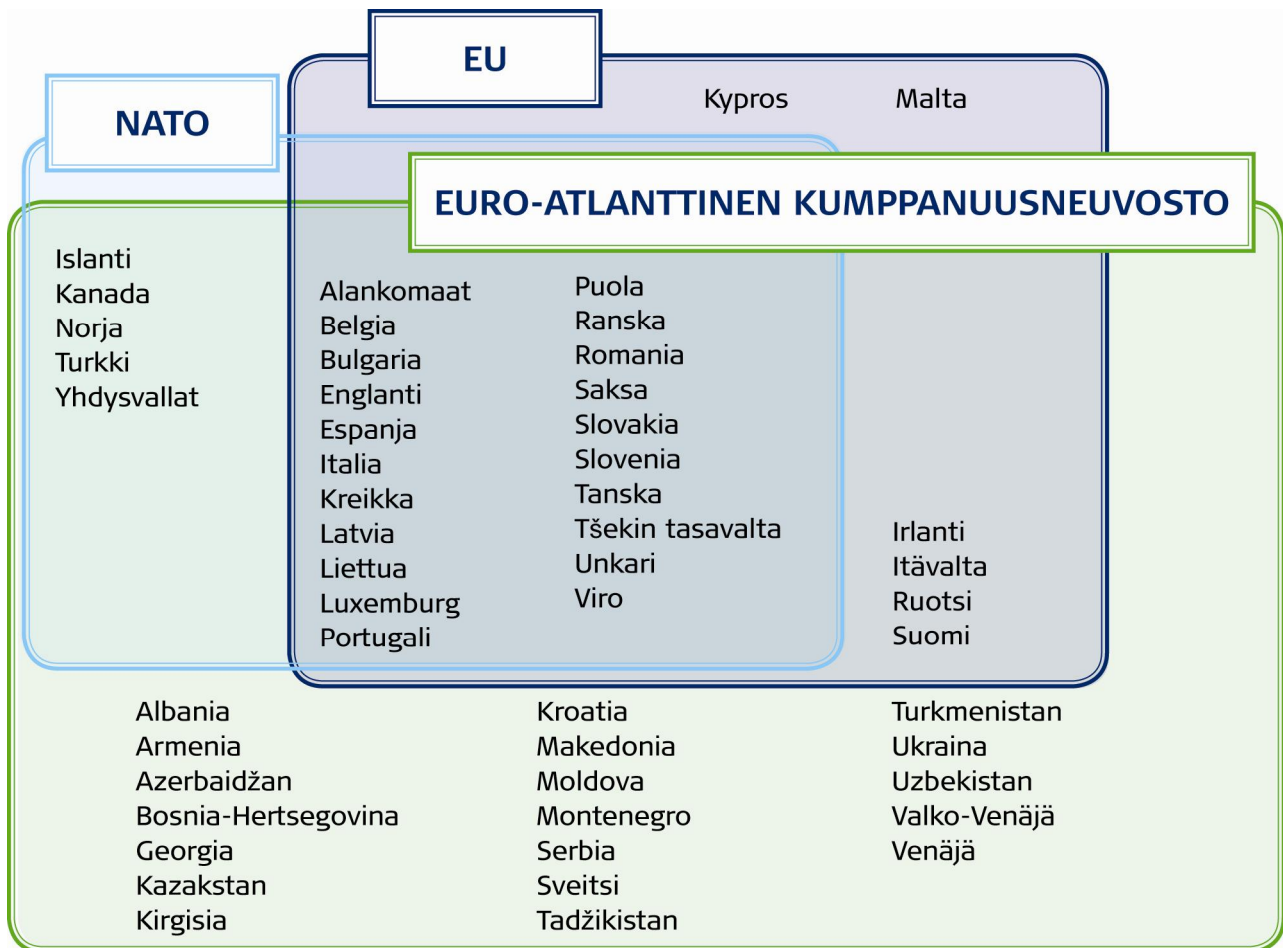 EU
Kypros
Malta
NATO
EURO-ATLANTTINEN KUMPPANUUSNEUVOSTO
Islanti
Kanada
Norja
Turkki
Yhdysvallat
Alankomaat
Belgia
Bulgaria
Englanti
Espanja
Italia
Kreikka
Latvia
Liettua
Luxemburg
Portugali
Puola
Ranska
Romania
Saksa
Slovakia
Slovenia
Tanska
Tšekin tasavalta
Unkari
Viro
Irlanti
Itävalta
Ruotsi
Suomi
Albania
Armenia
Azerbaidžan
Bosnia-Hertsegovina
Georgia
Kazakstan
Kirgisia
Kroatia
Makedonia
Moldova
Montenegro
Serbia
Sveitsi
Tadžikistan
Turkmenistan
Ukraina
Uzbekistan
Valko-Venäjä
Venäjä